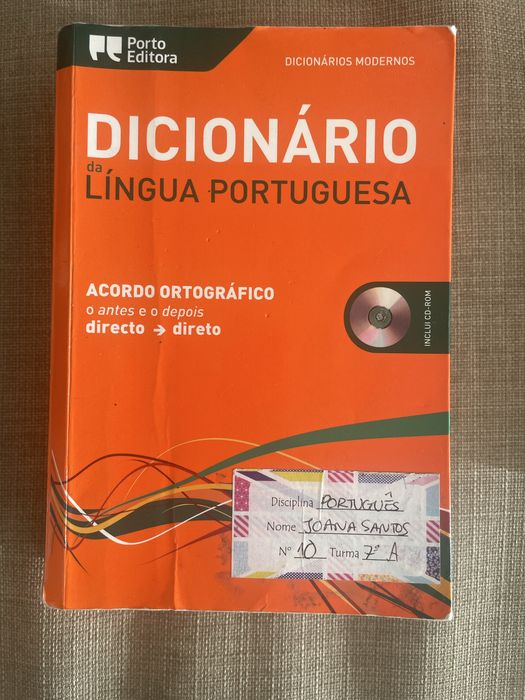 Porto
Editora
DICIONÁRIOS MODERNOS
DICIONÁRIO
da
LÍNGUA PORTUGUESA
ACORDO ORTOGRÁFICO
o antes e o depois
directo → direto
INCLUI CD-ROM
Disciplina PORTUGUÊS
Nome JOANA SANTOS
Nº 10 Turma 7º A